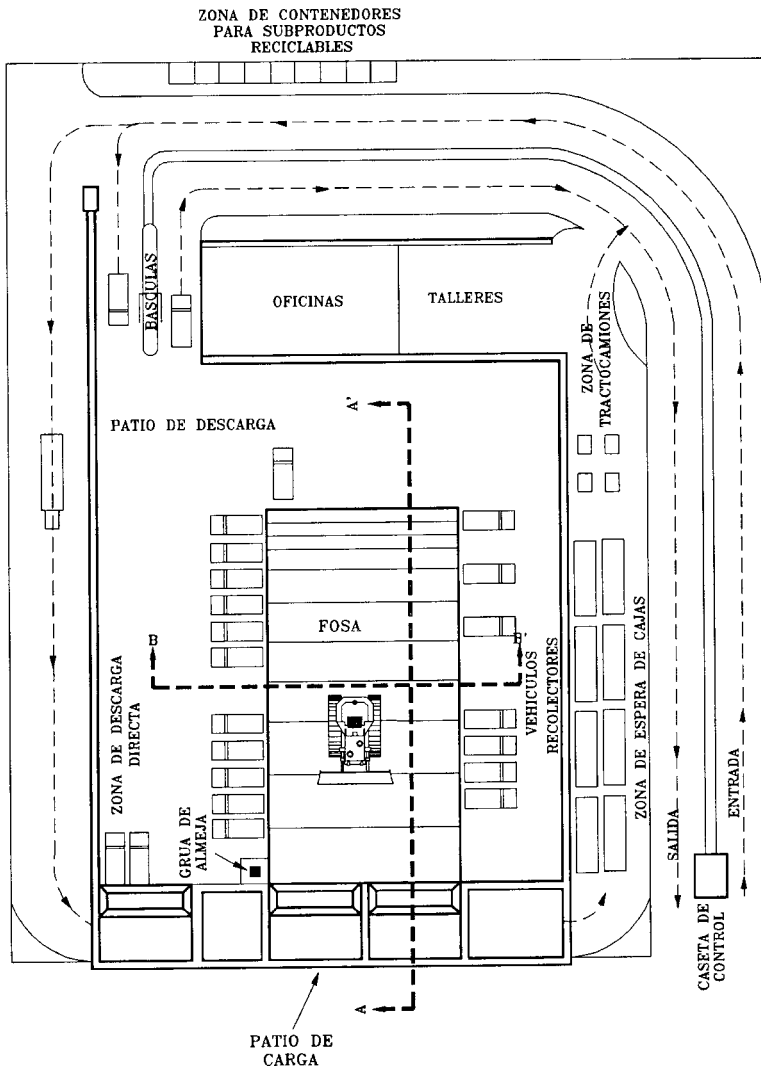 ZONA DE CONTENEDORES
PARA SUBPRODUCTOS
RECICLABLES
BASCULAS
OFICINAS
TALLERES
ZONA DE
TRACTOCAMIONES
A'
PATIO DE DESCARGA
FOSA
B
B'
VEHICULOS
RECOLECTORES
ZONA DE DESCARGA
DIRECTA
ZONA DE ESPERA DE CAJAS
GRUA DE
ALMEJA
SALIDA
ENTRADA
CASETA DE
CONTROL
A
PATIO DE
CARGA